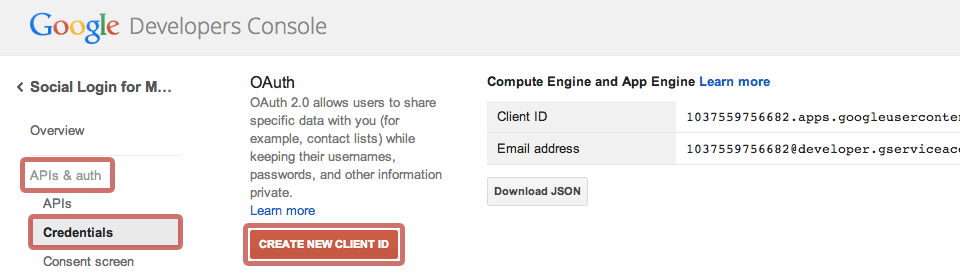 Google Developers Console
Social Login for M...
Overview
APIs & auth
APIs
Credentials
Consent screen
OAuth
OAuth 2.0 allows users to share
specific data with you (for
example, contact lists) while
keeping their usernames,
passwords, and other information
private.
Learn more
CREATE NEW CLIENT ID
Compute Engine and App Engine Learn more
Client ID 1037559756682.apps.googleuserconte
Email address 1037559756682@developer.gserviceac
Download JSON